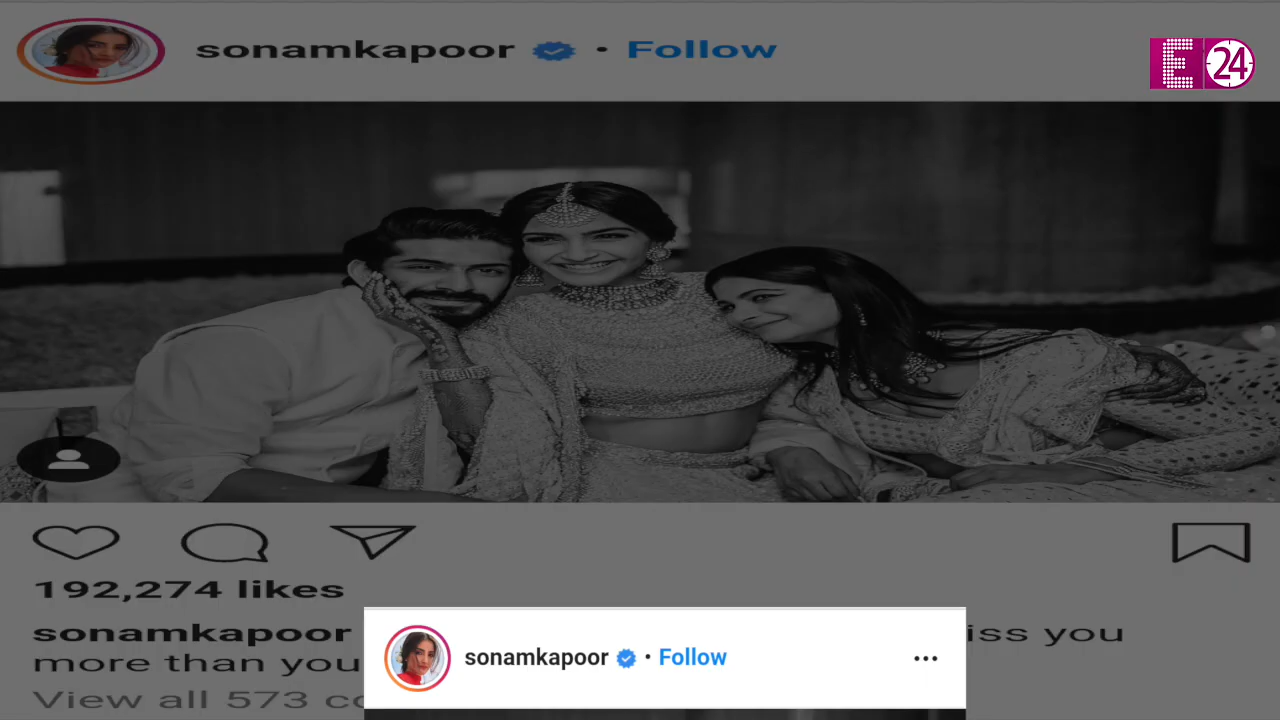 sonamkapoor • Follow
E 24
192,274 likes
sonamkapoor iss you
more than you
View all 573 co
sonamkapoor • Follow